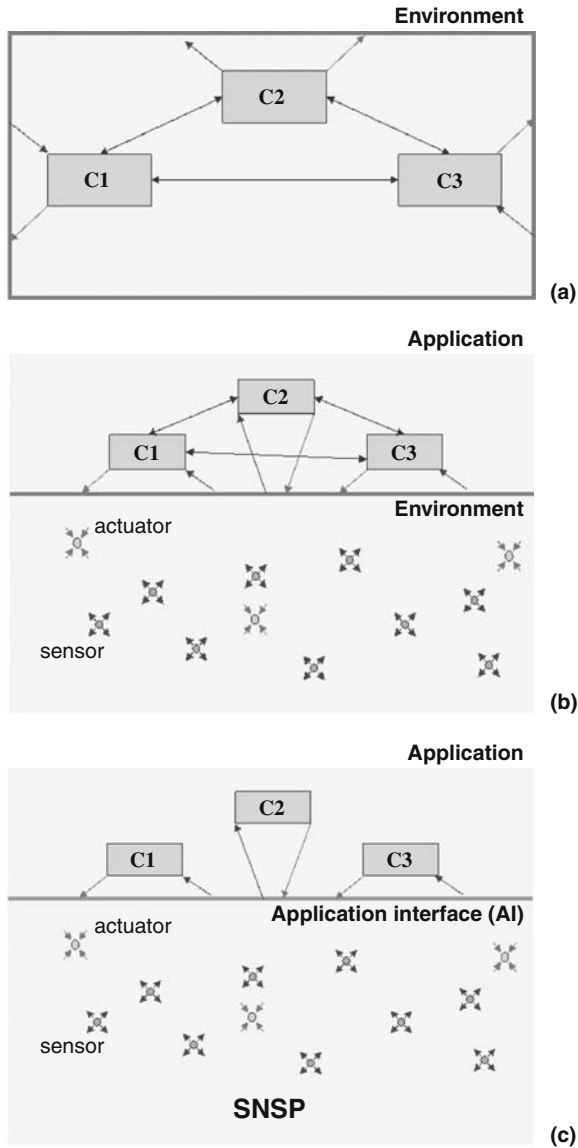 Environment
C2
C1
C3
(a)
Application
C2
C1
C3
Environment
actuator
sensor
(b)
Application
C2
C1
C3
Application interface (AI)
actuator
sensor
SNSP
(c)